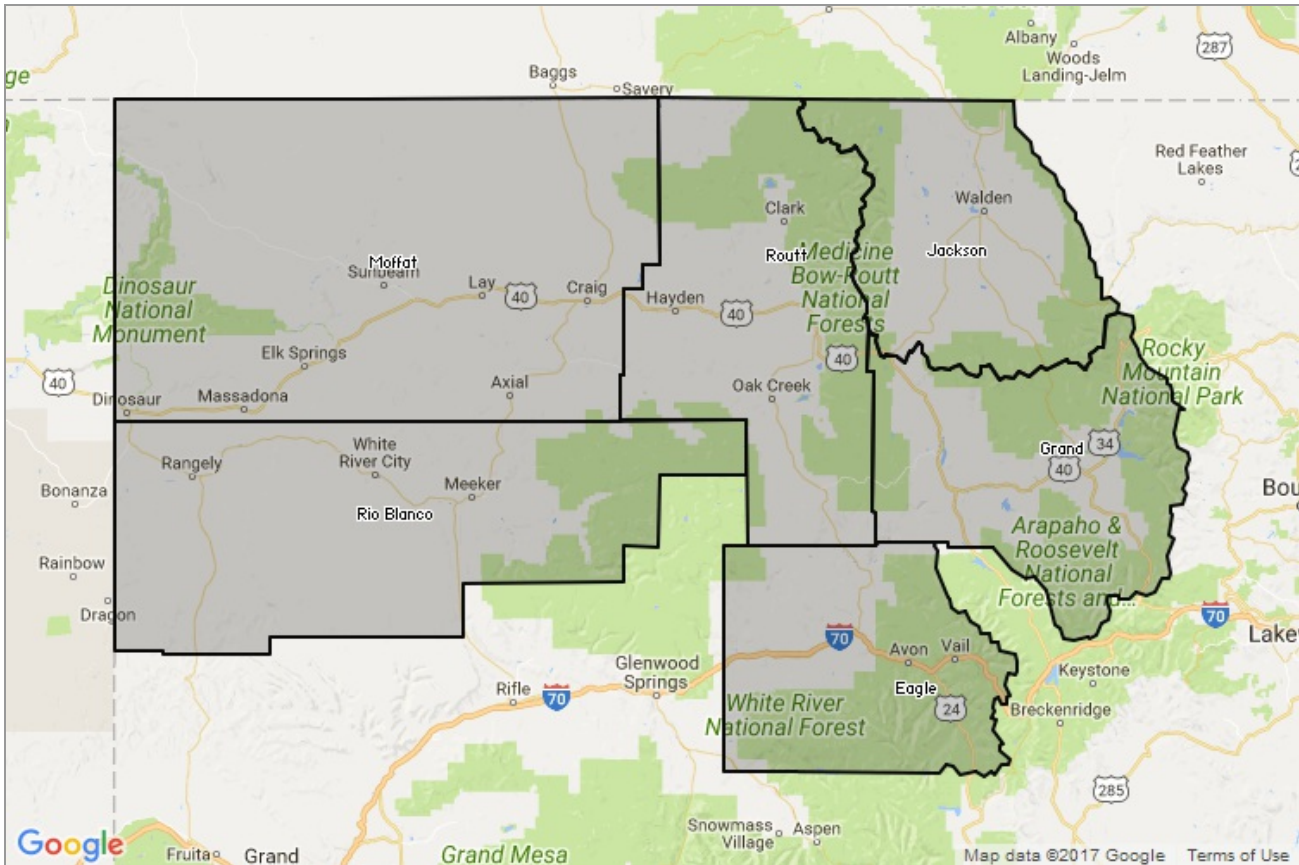 Albany
Woods
Landing-Jelm
287
Baggs
Savery
Red Feather
Lakes
Walden
Clark
Moffat
Sunbeam
Routt
Jackson
Medicine
Bow-Routt
National
Forests
Dinosaur
National
Monument
Lay
40
Craig
Hayden
40
Elk Springs
40
Rocky
Mountain
National Park
40
Dinosaur
Massadona
Axial
Oak Creek
Grand
34
40
White
River City
Rangely
Meeker
Bonanza
Rio Blanco
Bou
Arapaho &
Roosevelt
National
Forests and...
Rainbow
Dragon
70
70
Lake
Avon
Vail
Glenwood
Springs
Keystone
Rifle
70
Eagle
24
White River
National Forest
Breckenridge
285
Snowmass
Village
Aspen
Google
Fruita
Grand
Grand Mesa
Map data ©2017 Google
Terms of Use